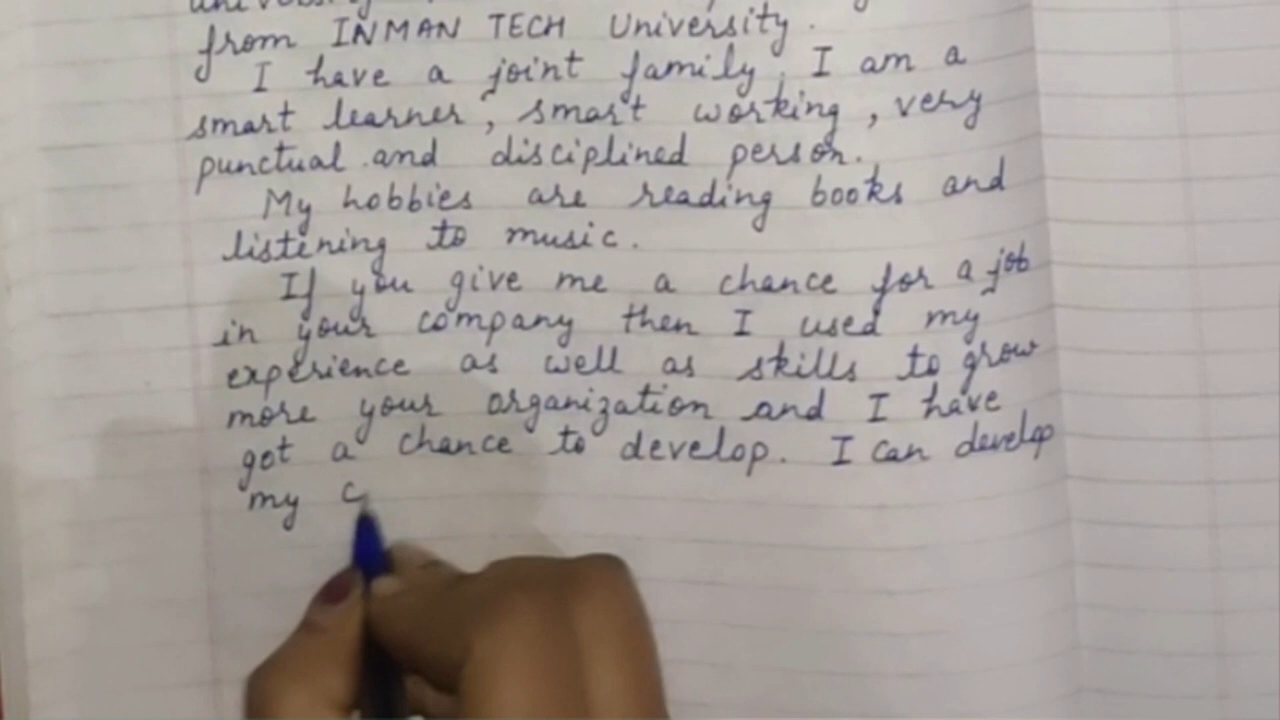 from INMAN TECH University.
I have a joint family. I am a
smart learner, smart working, very
punctual and disciplined person.
My hobbies are reading books and
listening to music.
If you give me a chance for a job
in your company then I used my
experience as well as skills to grow
more your organization and I have
got a chance to develop. I can develop
my c